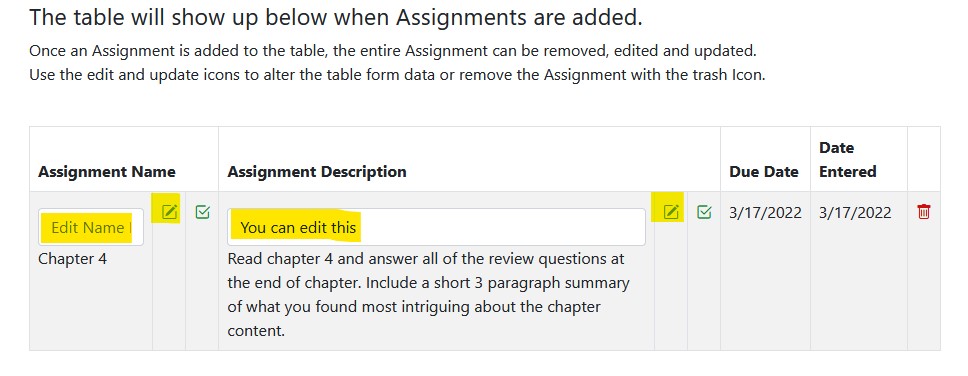 The table will show up below when Assignments are added.
Once an Assignment is added to the table, the entire Assignment can be removed, edited and updated.
Use the edit and update icons to alter the table form data or remove the Assignment with the trash Icon.
Assignment Name
Assignment Description
Due Date
Date
Entered
Edit Name
You can edit this
3/17/2022
3/17/2022
Chapter 4
Read chapter 4 and answer all of the review questions at
the end of chapter. Include a short 3 paragraph summary
of what you found most intriguing about the chapter
content.